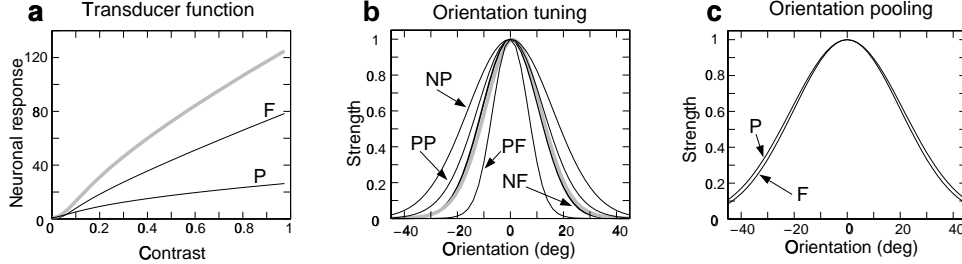 a Transducer function
Neuronal response
120
80
40
0
F
P
0 0.2 0.4 0.6 0.8 1
Contrast
b Orientation tuning
Strength
1
0.8
0.6
0.4
0.2
0
NP
PP
PF
NF
−40 −20 0 20 40
Orientation (deg)
c Orientation pooling
Strength
1
0.8
0.6
0.4
0.2
0
P
F
−40 −20 0 20 40
Orientation (deg)